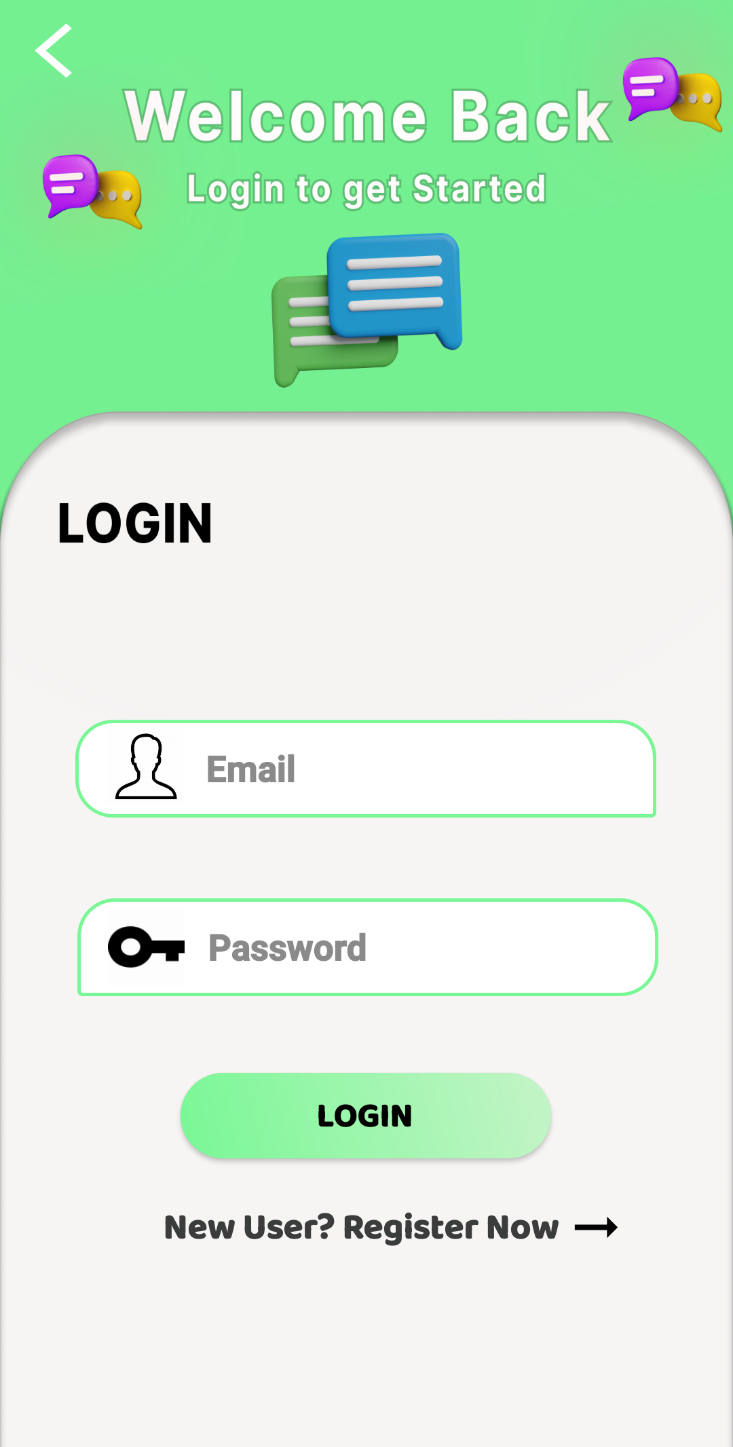 Welcome Back
Login to get Started
LOGIN
Email
Password
LOGIN
New User? Register Now